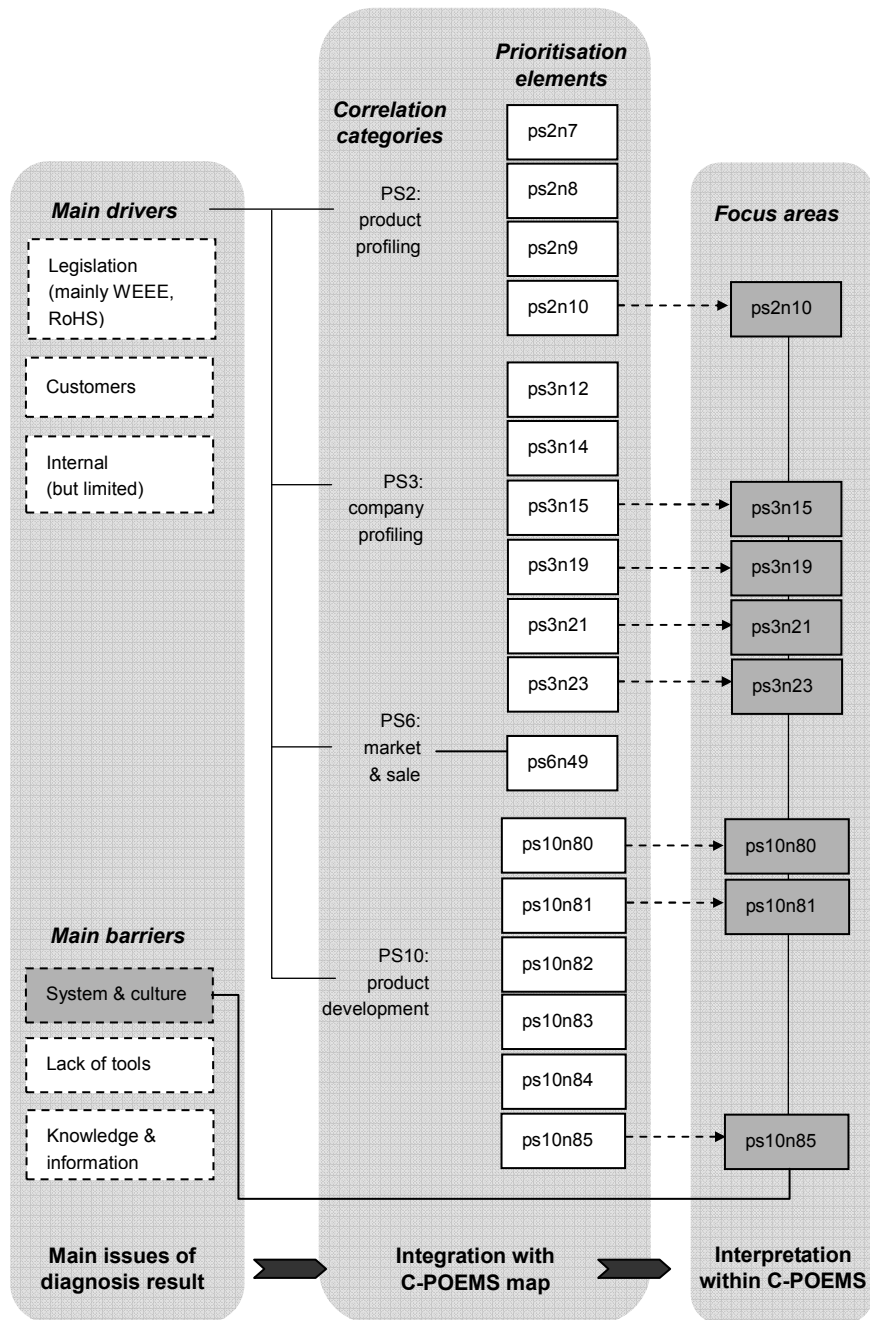 Main drivers
Legislation
(mainly WEEE,
RoHS)
Customers
Internal
(but limited)
Main barriers
System & culture
Lack of tools
Knowledge &
information
Main issues of
diagnosis result
Correlation
categories
PS2:
product
profiling
PS3:
company
profiling
PS6:
market
& sale
PS10:
product
development
Prioritisation
elements
ps2n7
ps2n8
ps2n9
ps2n10
ps3n12
ps3n14
ps3n15
ps3n19
ps3n21
ps3n23
ps6n49
ps10n80
ps10n81
ps10n82
ps10n83
ps10n84
ps10n85
Integration with
C-POEMS map
Focus areas
ps2n10
ps3n15
ps3n19
ps3n21
ps3n23
ps10n80
ps10n81
ps10n85
Interpretation
within C-POEMS